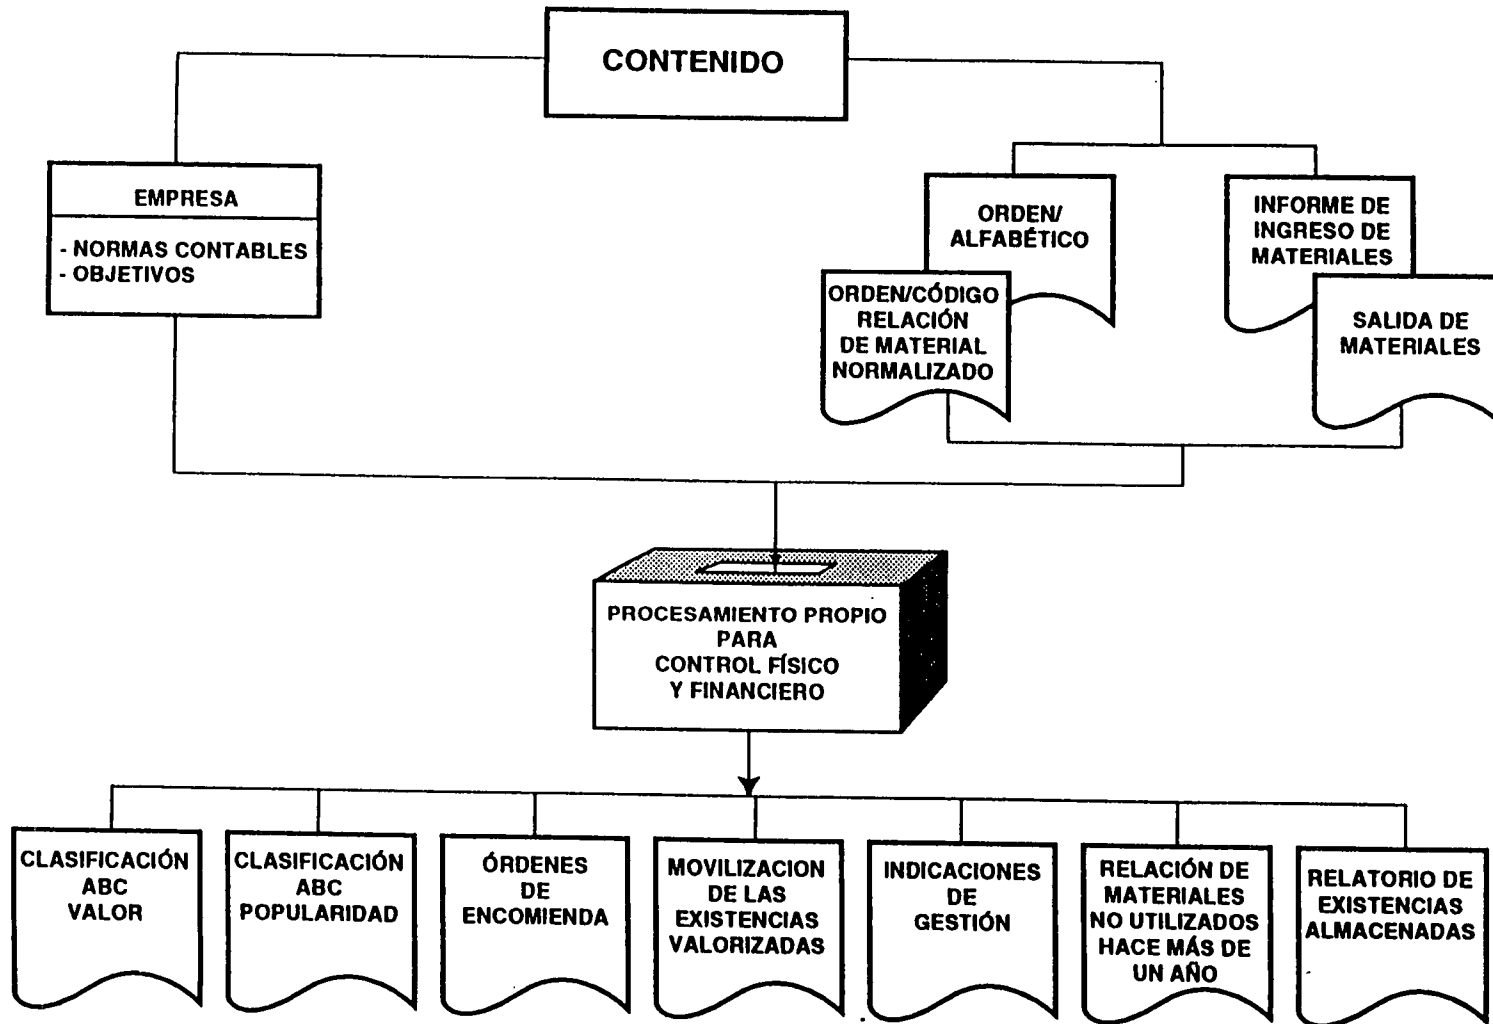 CONTENIDO
EMPRESA
- NORMAS CONTABLES
- OBJETIVOS
ORDEN/
ALFABÉTICO
ORDEN/CÓDIGO
RELACIÓN
DE MATERIAL
NORMALIZADO
INFORME DE
INGRESO DE
MATERIALES
SALIDA DE
MATERIALES
PROCESAMIENTO PROPIO
PARA
CONTROL FÍSICO
Y FINANCIERO
CLASIFICACIÓN
ABC
VALOR
CLASIFICACIÓN
ABC
POPULARIDAD
ÓRDENES
DE
ENCOMIENDA
MOVILIZACION
DE LAS
EXISTENCIAS
VALORIZADAS
INDICACIONES
DE
GESTIÓN
RELACIÓN DE
MATERIALES
NO UTILIZADOS
HACE MÁS DE
UN AÑO
RELATORIO DE
EXISTENCIAS
ALMACENADAS